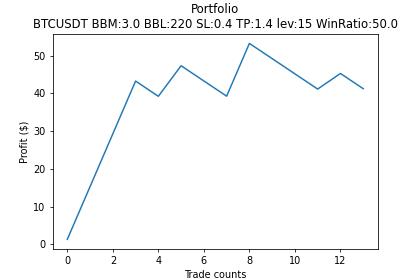 Portfolio
BTCUSDT BBM:3.0 BBL:220 SL:0.4 TP:1.4 lev:15 WinRatio:50.0
50
40
30
20
10
0
Profit ($)
0 2 4 6 8 10 12
Trade counts